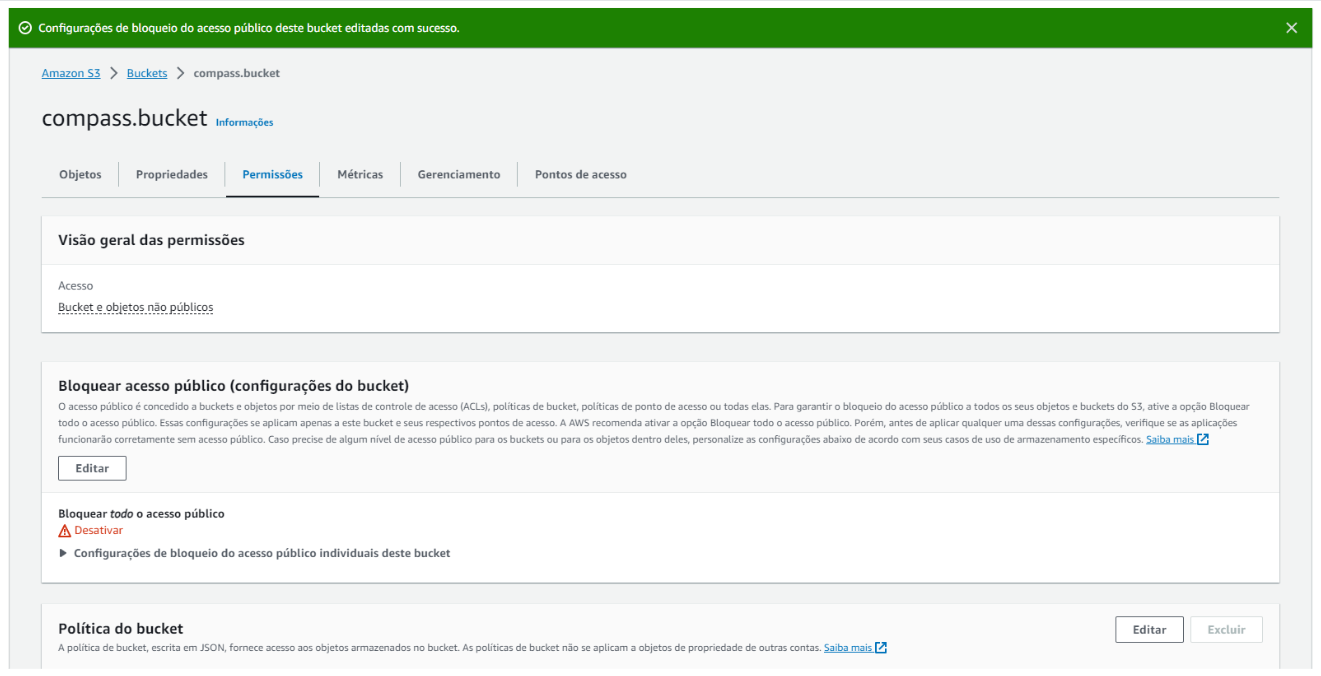 Configurações de bloqueio do acesso público deste bucket editadas com sucesso.
Amazon S3 > Buckets > compass.bucket
compass.bucket Informações
Objetos Propriedades Permissões Métricas Gerenciamento Pontos de acesso
Visão geral das permissões
Acesso
Bucket e objetos não públicos
Bloquear acesso público (configurações do bucket)
O acesso público é concedido a buckets e objetos por meio de listas de controle de acesso (ACLs), políticas de bucket, políticas de ponto de acesso ou todas elas. Para garantir o bloqueio do acesso público a todos os seus objetos e buckets do S3, ative a opção Bloquear
todo o acesso público. Essas configurações se aplicam apenas a este bucket e seus respectivos pontos de acesso. A AWS recomenda ativar a opção Bloquear todo o acesso público. Porém, antes de aplicar qualquer uma dessas configurações, verifique se as aplicações
funcionarão corretamente sem acesso público. Caso precise de algum nível de acesso público para os buckets ou para os objetos dentro deles, personalize as configurações abaixo de acordo com seus casos de uso de armazenamento específicos. Saiba mais
Editar
Bloquear todo o acesso público
Desativar
Configurações de bloqueio do acesso público individuais deste bucket
Política do bucket
Editar Excluir
A política de bucket, escrita em JSON, fornece acesso aos objetos armazenados no bucket. As políticas de bucket não se aplicam a objetos de propriedade de outras contas. Saiba mais